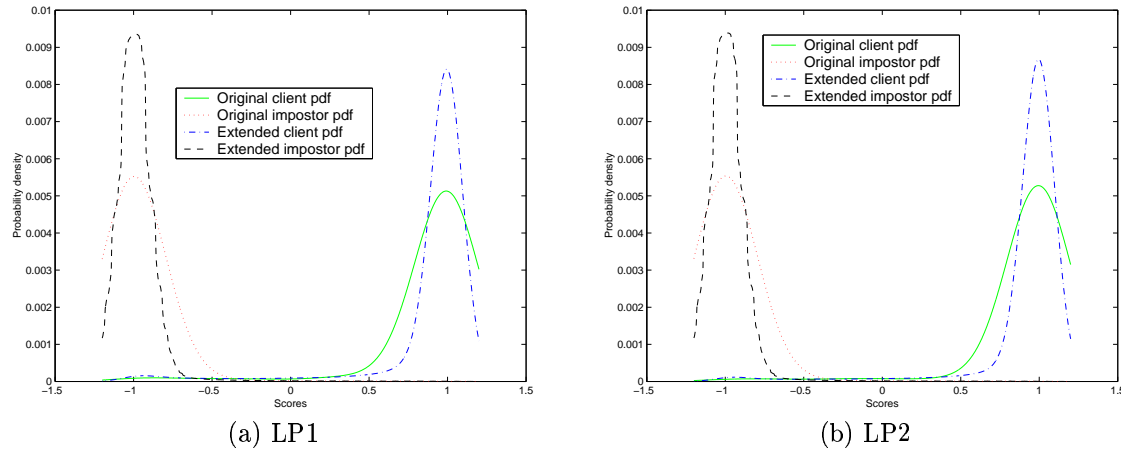 0.01
0.009
0.008
0.007
0.006
0.005
0.004
0.003
0.002
0.001
0
Probability density
Original client pdf
Original impostor pdf
Extended client pdf
Extended impostor pdf
−1.5 −1 −0.5 0 0.5 1 1.5
Scores
(a) LP1
0.01
0.009
0.008
0.007
0.006
0.005
0.004
0.003
0.002
0.001
0
Probability density
Original client pdf
Original impostor pdf
Extended client pdf
Extended impostor pdf
−1.5 −1 −0.5 0 0.5 1 1.5
Scores
(b) LP2